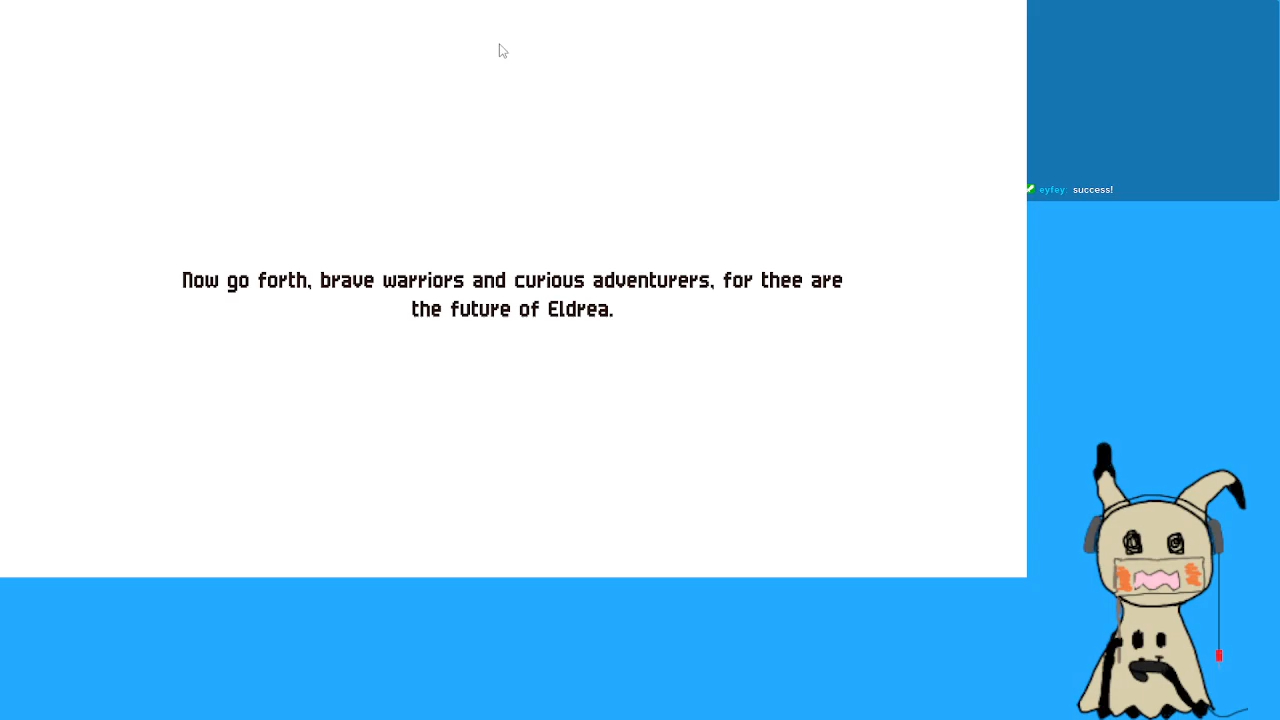 Now go forth, brave warriors and curious adventurers, for thee are
the future of Eldrea.
eyfey: success!